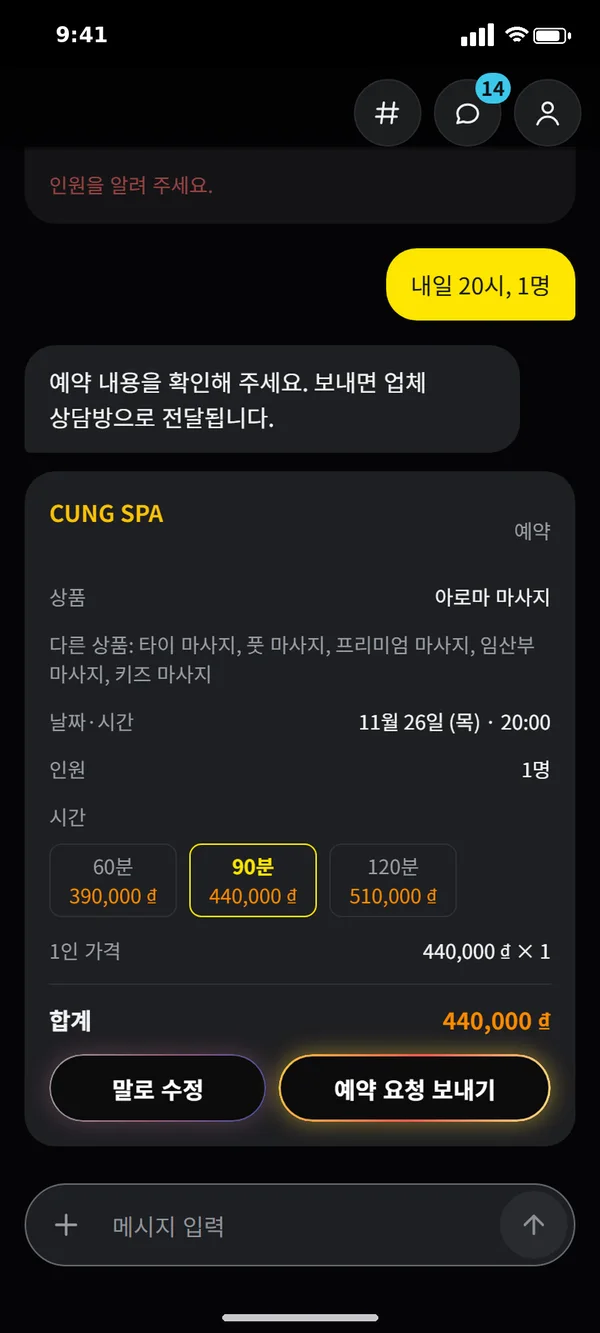 9:41
14
인원을 알려 주세요.
내일 20시, 1명
예약 내용을 확인해 주세요. 보내면 업체
상담방으로 전달됩니다.
CUNG SPA
예약
상품 아로마 마사지
다른 상품: 타이 마사지, 풋 마사지, 프리미엄 마사지, 임산부
마사지, 키즈 마사지
날짜·시간 11월 26일 (목) · 20:00
인원 1명
시간
60분 90분 120분
390,000 ₫ 440,000 ₫ 510,000 ₫
1인 가격 440,000 ₫ × 1
합계 440,000 ₫
말로 수정 예약 요청 보내기
메시지 입력